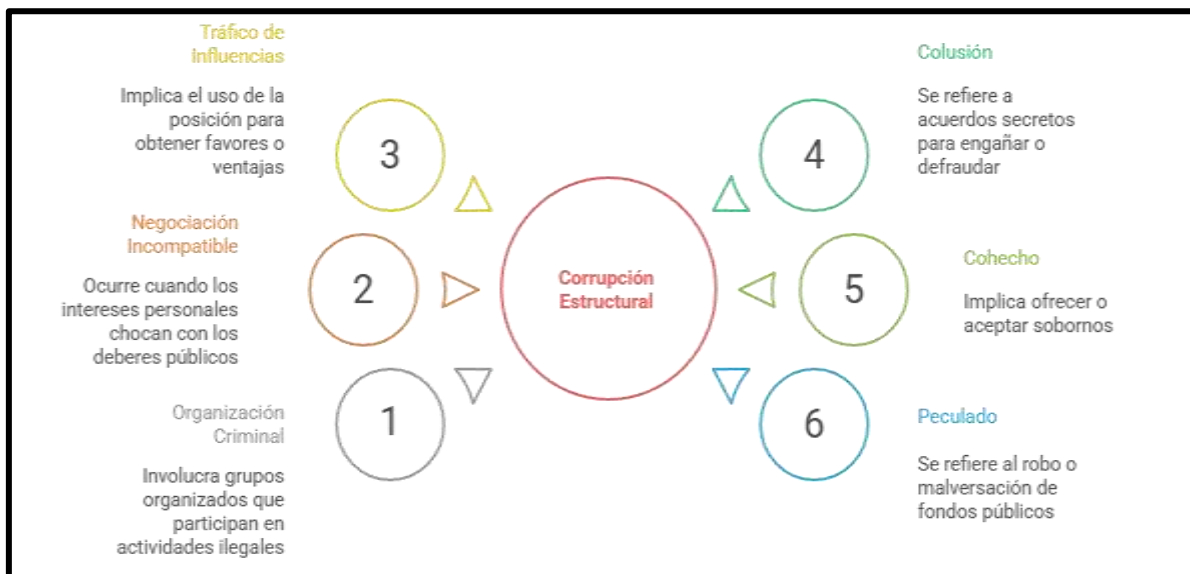 Tráfico de
Influencias
Implica el uso de la
posición para
obtener favores o
ventajas
3
Negociación
Incompatible
Ocurre cuando los
intereses personales
chocan con los
deberes públicos
2
Organización
Criminal
Involucra grupos
organizados que
participan en
actividades ilegales
1
Corrupción
Estructural
4
Colusión
Se refiere a
acuerdos secretos
para engañar o
defraudar
5
Cohecho
Implica ofrecer o
aceptar sobornos
6
Peculado
Se refiere al robo o
malversación de
fondos públicos